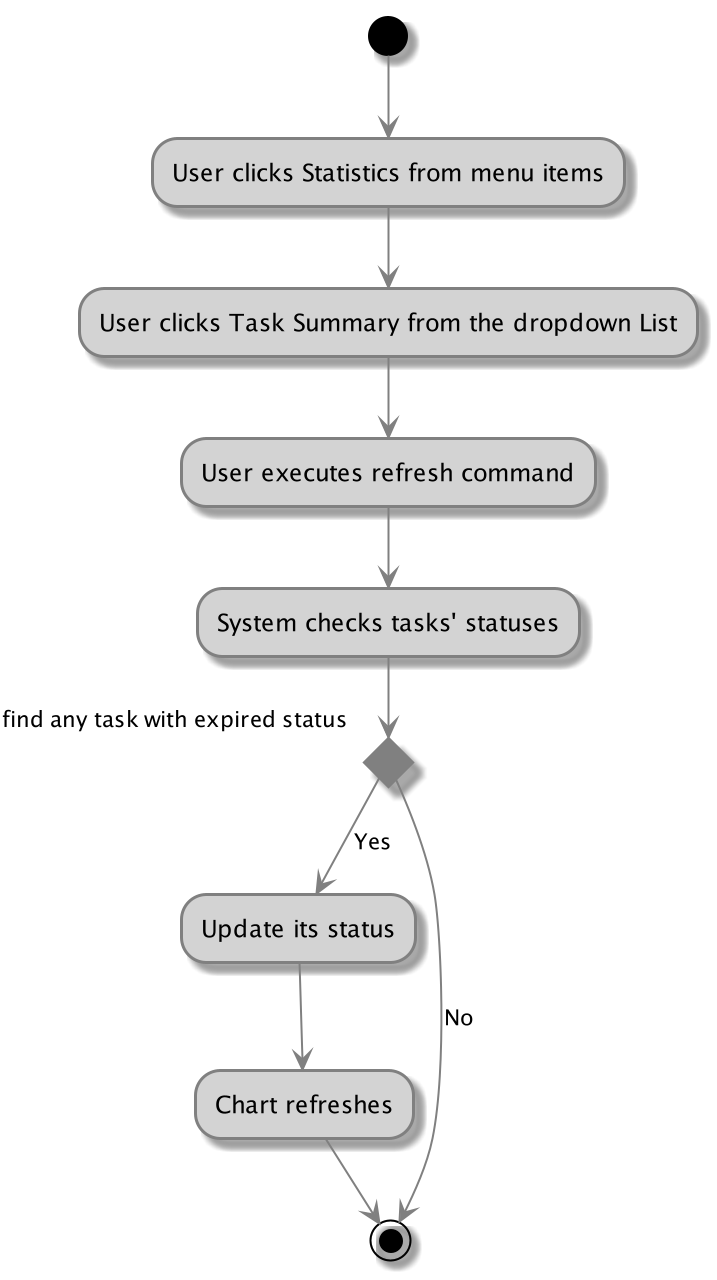 User clicks Statistics from menu items
User clicks Task Summary from the dropdown List
User executes refresh command
System checks tasks' statuses
find any task with expired status
Yes
Update its status
No
Chart refreshes